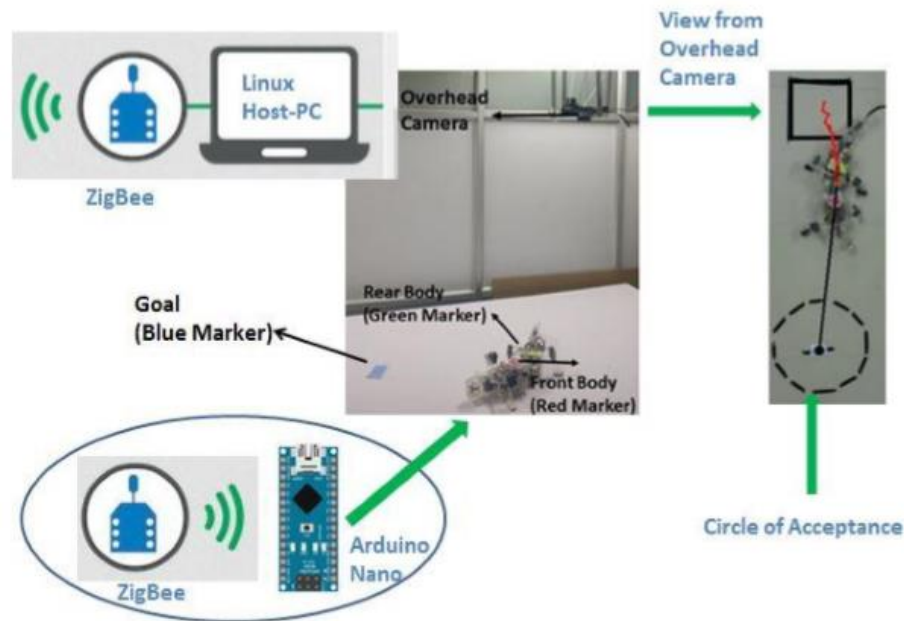 View from
Overhead
Camera
Linux
Host-PC
Overhead
Camera
ZigBee
Goal
(Blue Marker)
Rear Body
(Green Marker)
Front Body
(Red Marker)
Circle of Acceptance
Arduino
Nano
ZigBee